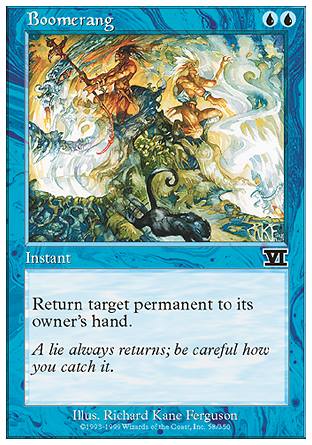 Boomerang
Instant
VI
Return target permanent to its
owner's hand.
A lie always returns; be careful how
you catch it.
Illus. Richard Kane Ferguson
©1993-1999 Wizards of the Coast, Inc. 58/350